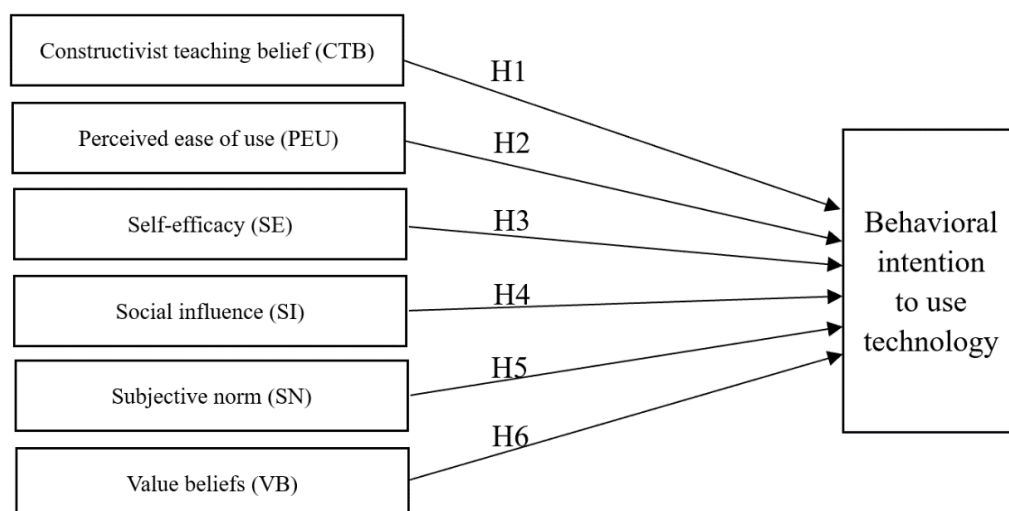 Constructivist teaching belief (CTB)
H1
Perceived ease of use (PEU)
H2
Self-efficacy (SE)
H3
Social influence (SI)
H4
Subjective norm (SN)
H5
Value beliefs (VB)
H6
Behavioral
intention
to use
technology